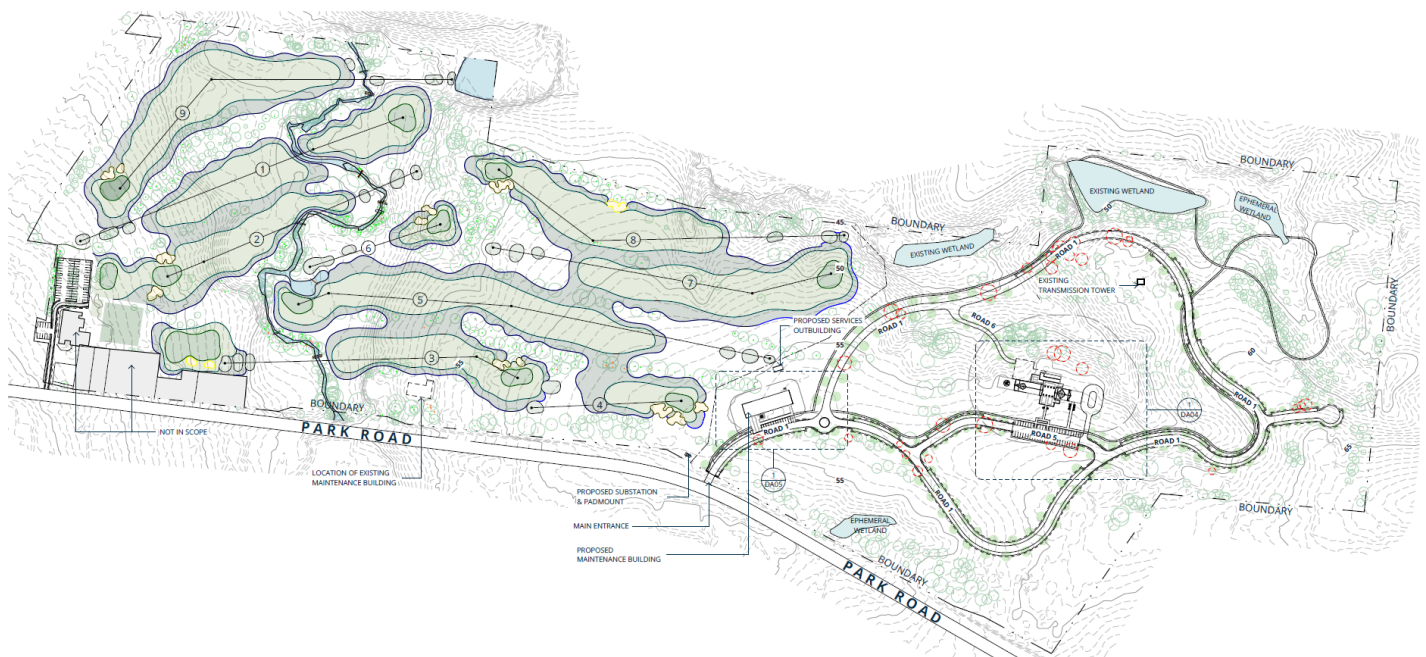 9
1
2
6
8
7
5
3
4
45
50
55
BOUNDARY
EXISTING WETLAND
BOUNDARY
EXISTING WETLAND
50
EPHEMERAL
WETLAND
ROAD 1
EXISTING
TRANSMISSION TOWER
BOUNDARY
PROPOSED SERVICES
OUTBUILDING
ROAD 1
ROAD 6
55
60
1
DA04
ROAD 1
65
ROAD 1
ROAD 5
ROAD 1
1
DA05
ROAD 1
55
BOUNDARY
PARK ROAD
NOT IN SCOPE
LOCATION OF EXISTING
MAINTENANCE BUILDING
PROPOSED SUBSTATION
& PADMOUNT
MAIN ENTRANCE
PROPOSED
MAINTENANCE BUILDING
EPHEMERAL
WETLAND
BOUNDARY
BOUNDARY
PARK ROAD